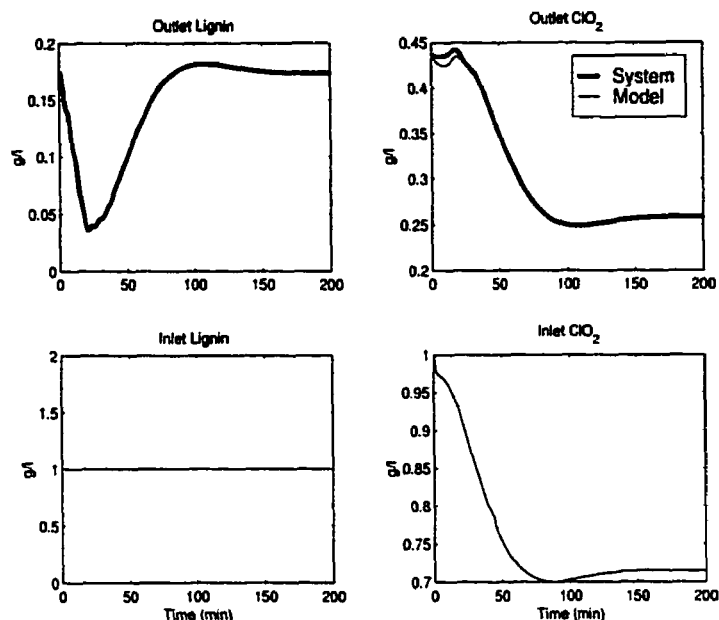 Outlet Lignin
0.2
0.15
0.1
0.05
0
g/l
0 50 100 150 200
Outlet ClO2
0.45
0.4
0.35
0.3
0.25
0.2
g/l
0 50 100 150 200
System
Model
Inlet Lignin
2
1.5
1
0.5
0
g/l
0 50 100 150 200
Time (min)
Inlet ClO2
1
0.95
0.9
0.85
0.8
0.75
0.7
g/l
0 50 100 150 200
Time (min)